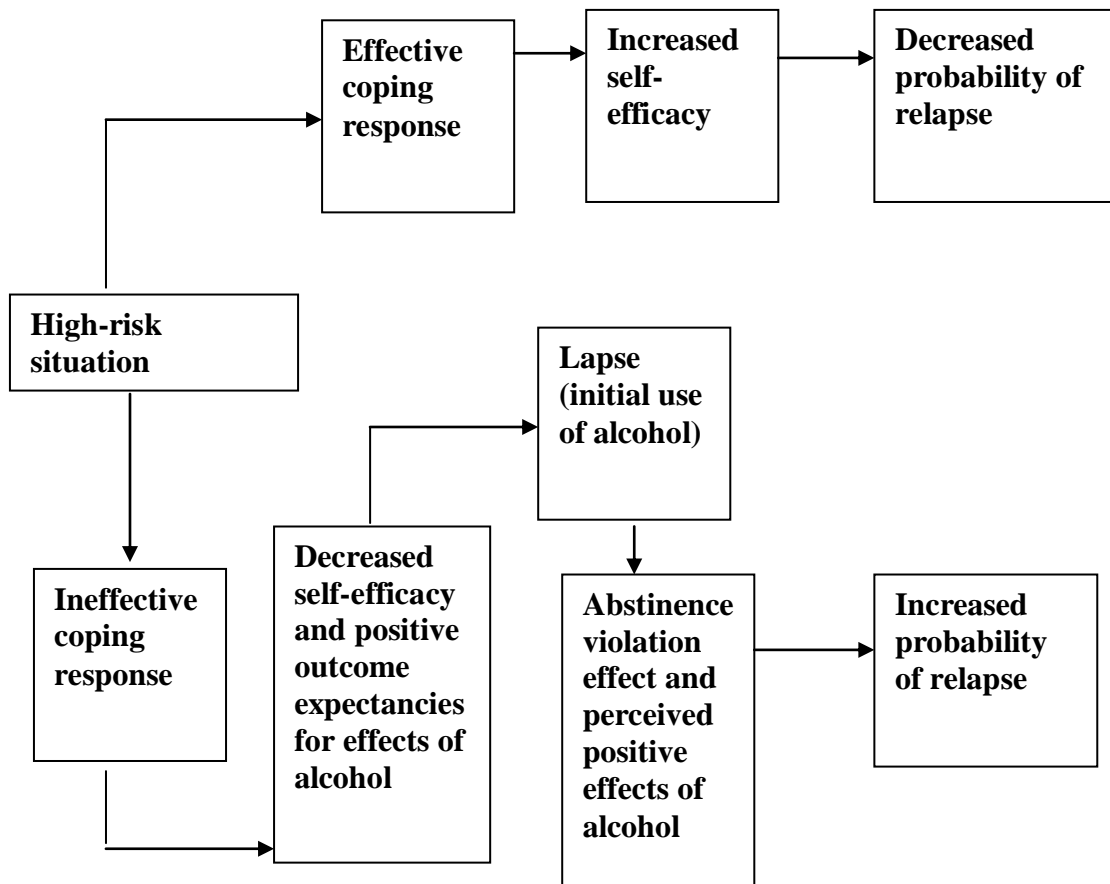 Effective
coping
response
Increased
self-
efficacy
Decreased
probability of
relapse
High-risk
situation
Lapse
(initial use
of alcohol)
Ineffective
coping
response
Decreased
self-efficacy
and positive
outcome
expectancies
for effects of
alcohol
Abstinence
violation
effect and
perceived
positive
effects of
alcohol
Increased
probability
of relapse